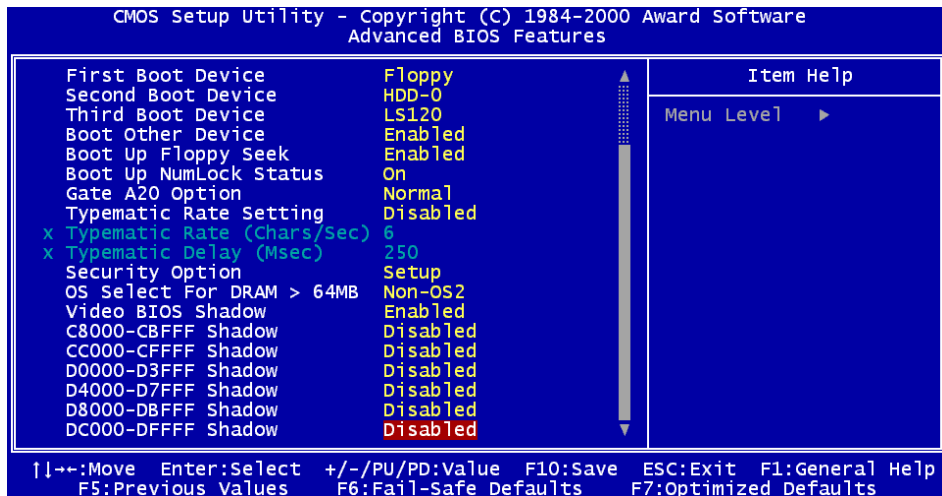 CMOS Setup Utility - Copyright (C) 1984-2000 Award Software
Advanced BIOS Features
First Boot Device Floppy
Second Boot Device HDD-0
Third Boot Device LS120
Boot Other Device Enabled
Boot Up Floppy Seek Enabled
Boot Up NumLock Status On
Gate A20 Option Normal
Typematic Rate Setting Disabled
x Typematic Rate (Chars/Sec) 6
x Typematic Delay (Msec) 250
Security Option Setup
OS Select For DRAM > 64MB Non-OS2
Video BIOS Shadow Enabled
C8000-CBFFF Shadow Disabled
CC000-CFFFF Shadow Disabled
D0000-D3FFF Shadow Disabled
D4000-D7FFF Shadow Disabled
D8000-DBFFF Shadow Disabled
DC000-DFFFF Shadow Disabled
Item Help
Menu Level ►
↑↓→←:Move Enter:Select +/-/PU/PD:Value F10:Save ESC:Exit F1:General Help
F5:Previous Values F6:Fail-Safe Defaults F7:Optimized Defaults